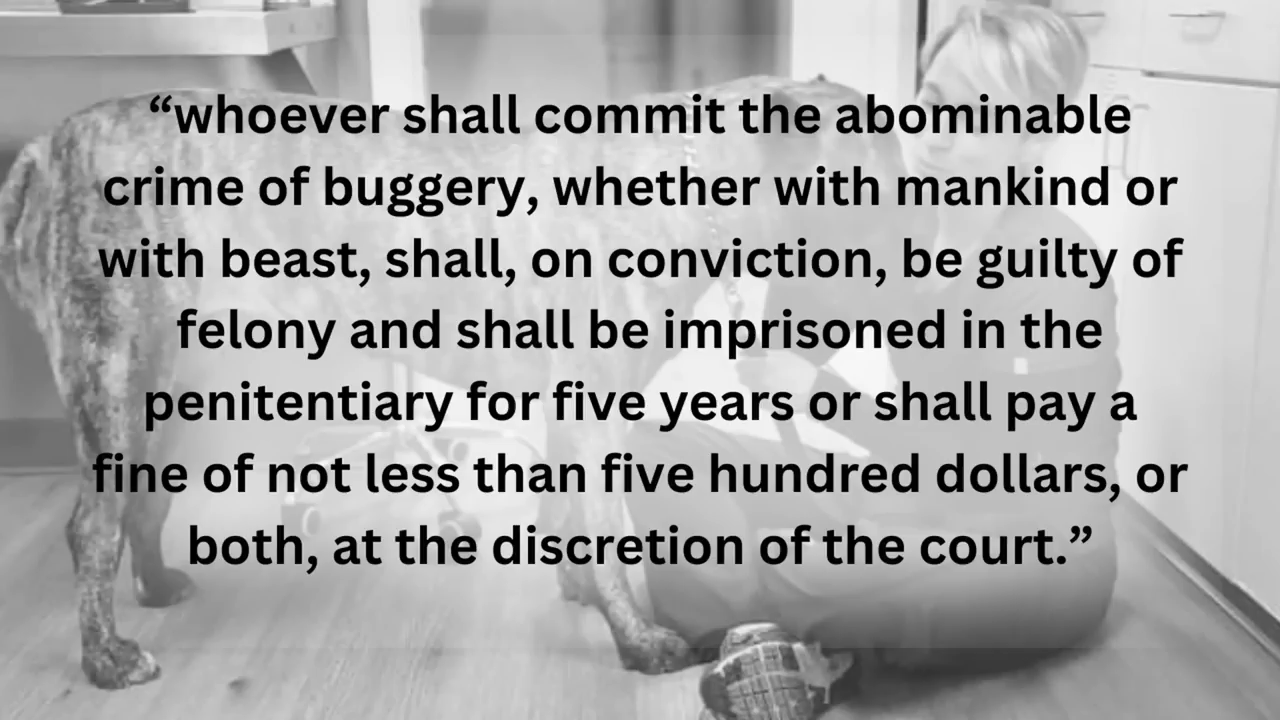 “whoever shall commit the abominable
crime of buggery, whether with mankind or
with beast, shall, on conviction, be guilty of
felony and shall be imprisoned in the
penitentiary for five years or shall pay a
fine of not less than five hundred dollars, or
both, at the discretion of the court.”